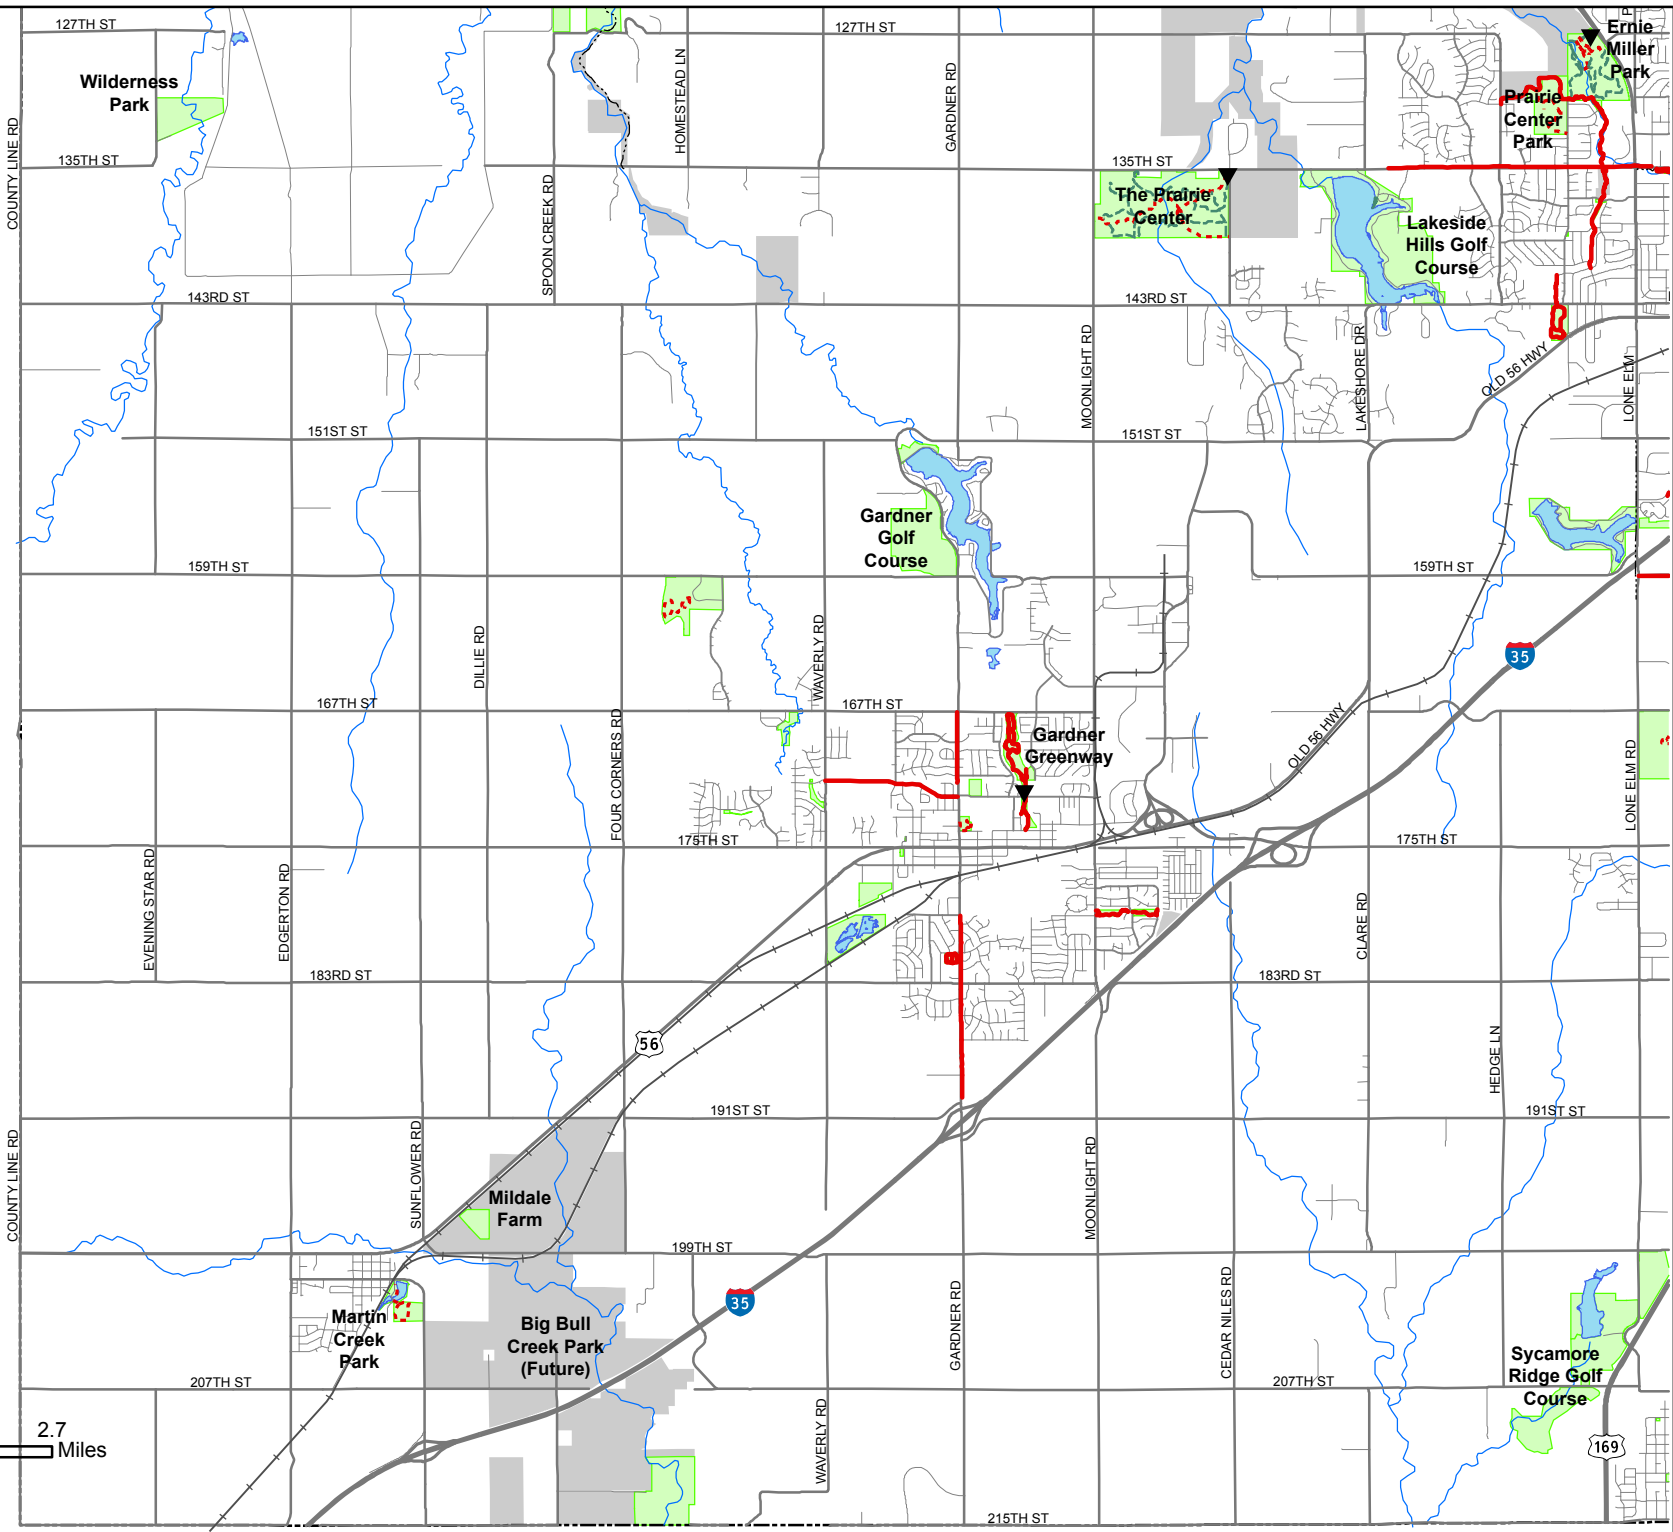 127TH ST
127TH ST
Ernie
Miller
Park
Wilderness
Park
COUNTY LINE RD
HOMESTEAD LN
GARDNER RD
Prairie
Center
Park
135TH ST
135TH ST
SPOON CREEK RD
The Prairie
Center
Lakeside
Hills Golf
Course
143RD ST
143RD ST
MOONLIGHT RD
LAKESHORE DR
OLD 56 HWY
LONE ELM
151ST ST
151ST ST
Gardner
Golf
Course
159TH ST
159TH ST
DILLIE RD
WAVERLY RD
35
167TH ST
167TH ST
FOUR CORNERS RD
Gardner
Greenway
OLD 56 HWY
LONE ELM RD
175TH ST
175TH ST
EVENING STAR RD
EDGERTON RD
CLARE RD
183RD ST
183RD ST
56
HEDGE LN
191ST ST
191ST ST
COUNTY LINE RD
SUNFLOWER RD
MOONLIGHT RD
Mildale
Farm
199TH ST
GARDNER RD
CEDAR NILES RD
35
Martin
Creek
Park
Big Bull
Creek Park
(Future)
Sycamore
Ridge Golf
Course
207TH ST
207TH ST
WAVERLY RD
2.7
Miles
169
215TH ST